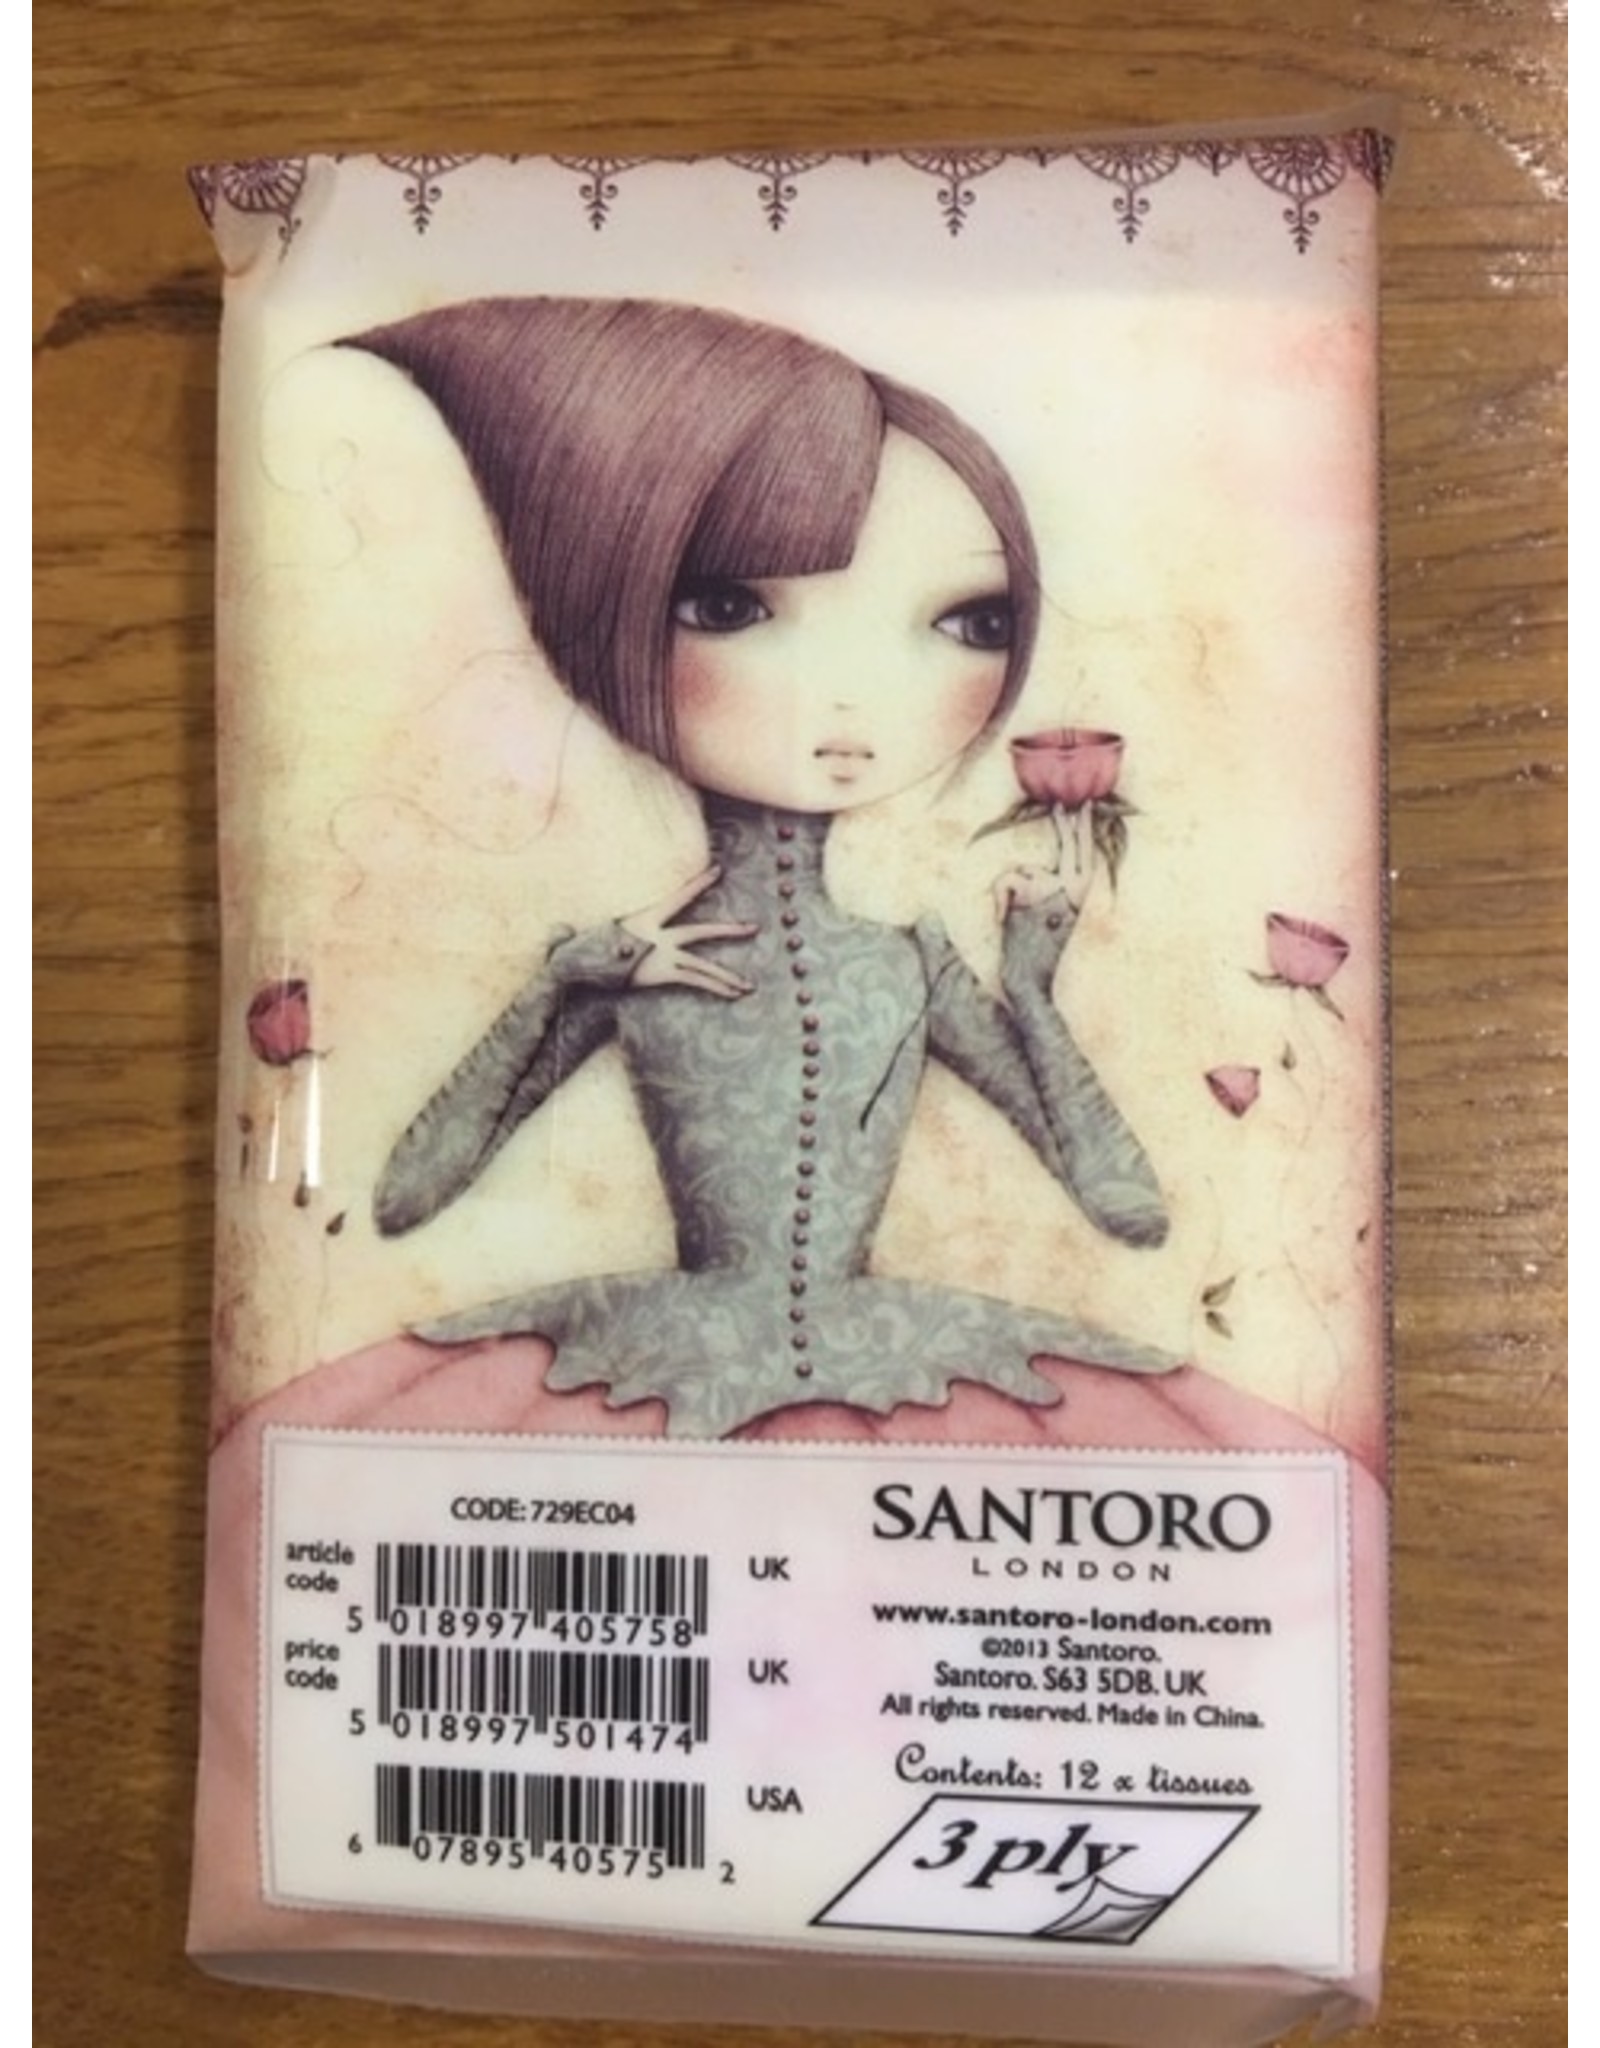 CODE: 729EC04
article
code
UK
5 018997 405758
price
code
UK
5 018997 501474
USA
6 07895 40575 2
SANTORO
LONDON
www.santoro-london.com
©2013 Santoro.
Santoro. S63 5DB. UK
All rights reserved. Made in China.
Contents: 12 x tissues
3 ply